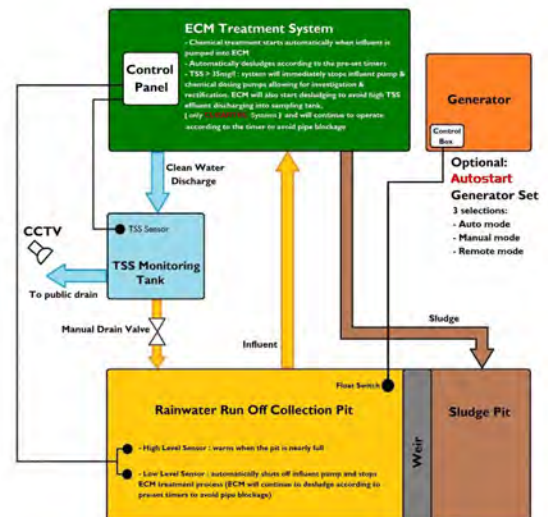 ECM Treatment System
- Chemical treatment starts automatically when influent is
pumped into ECM
- Automatically desludges according to the pre-set timers
- TSS > 35mg/l : system will immediately stops influent pump &
chemical dosing pumps allowing for investigation &
rectification. ECM will also start desludging to avoid high TSS
effluent discharging into sampling tank,
( only System ) and will continue to operate
according to the timer to avoid pipe blockage
Control
Panel
Generator
Control
Box
Optional:
Autostart
Generator Set
3 selections:
- Auto mode
- Manual mode
- Remote mode
Clean Water
Discharge
CCTV
TSS Sensor
TSS Monitoring
Tank
To public drain
Manual Drain Valve
Influent
Sludge
Float Switch
Rainwater Run Off Collection Pit
Weir
Sludge Pit
- High Level Sensor : warns when the pit is nearly full
- Low Level Sensor : automatically shuts off influent pump and stops
ECM treatment process (ECM will continue to desludge according to
pre-set timers to avoid pipe blockage)